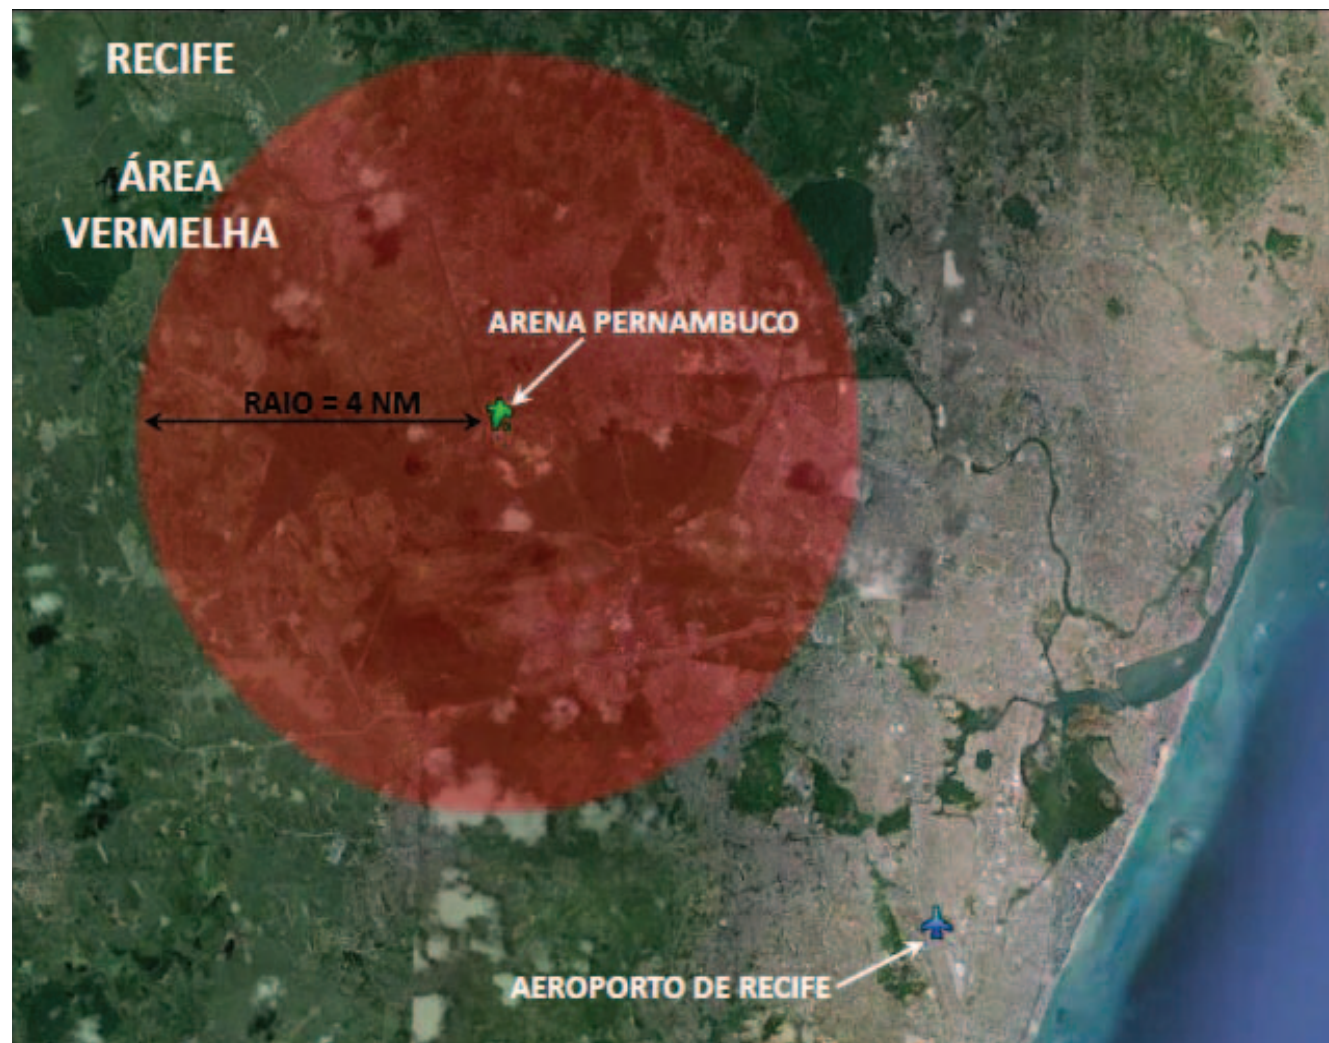 RECIFE
ÁREA
VERMELHA
ARENA PERNAMBUCO
RAIO = 4 NM
AEROPORTO DE RECIFE